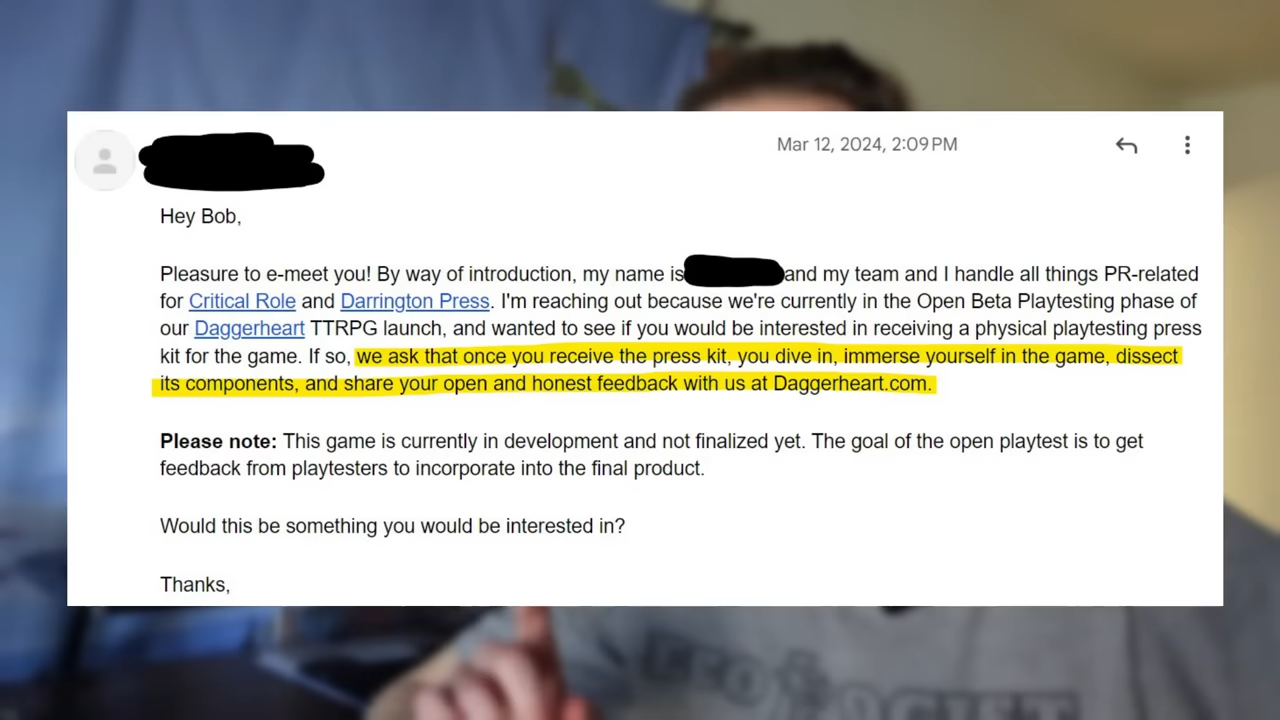 Mar 12, 2024, 2:09 PM
Hey Bob,
Pleasure to e-meet you! By way of introduction, my name is and my team and I handle all things PR-related
for Critical Role and Darrington Press. I'm reaching out because we're currently in the Open Beta Playtesting phase of
our Daggerheart TTRPG launch, and wanted to see if you would be interested in receiving a physical playtesting press
kit for the game. If so, we ask that once you receive the press kit, you dive in, immerse yourself in the game, dissect
its components, and share your open and honest feedback with us at Daggerheart.com.
Please note: This game is currently in development and not finalized yet. The goal of the open playtest is to get
feedback from playtesters to incorporate into the final product.
Would this be something you would be interested in?
Thanks,